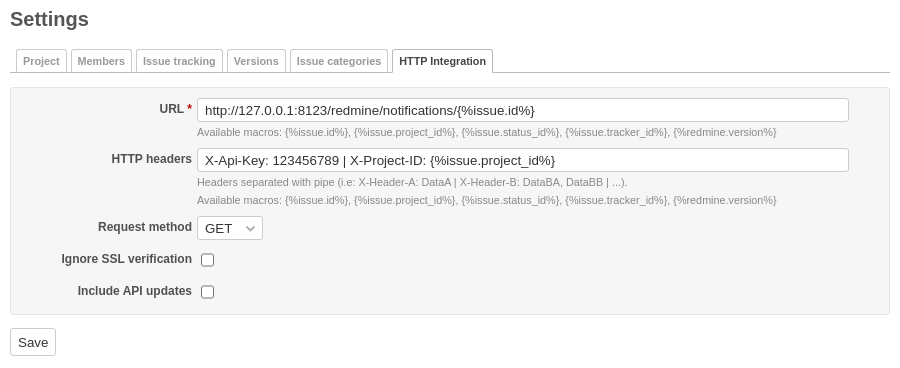 Settings
Project Members Issue tracking Versions Issue categories HTTP Integration
URL * http://127.0.0.1:8123/redmine/notifications/{%issue.id%}
Available macros: {%issue.id%}, {%issue.project_id%}, {%issue.status_id%}, {%issue.tracker_id%}, {%redmine.version%}
HTTP headers X-Api-Key: 123456789 | X-Project-ID: {%issue.project_id%}
Headers separated with pipe (i.e: X-Header-A: DataA | X-Header-B: DataBA, DataBB | ...).
Available macros: {%issue.id%}, {%issue.project_id%}, {%issue.status_id%}, {%issue.tracker_id%}, {%redmine.version%}
Request method GET
Ignore SSL verification
Include API updates
Save